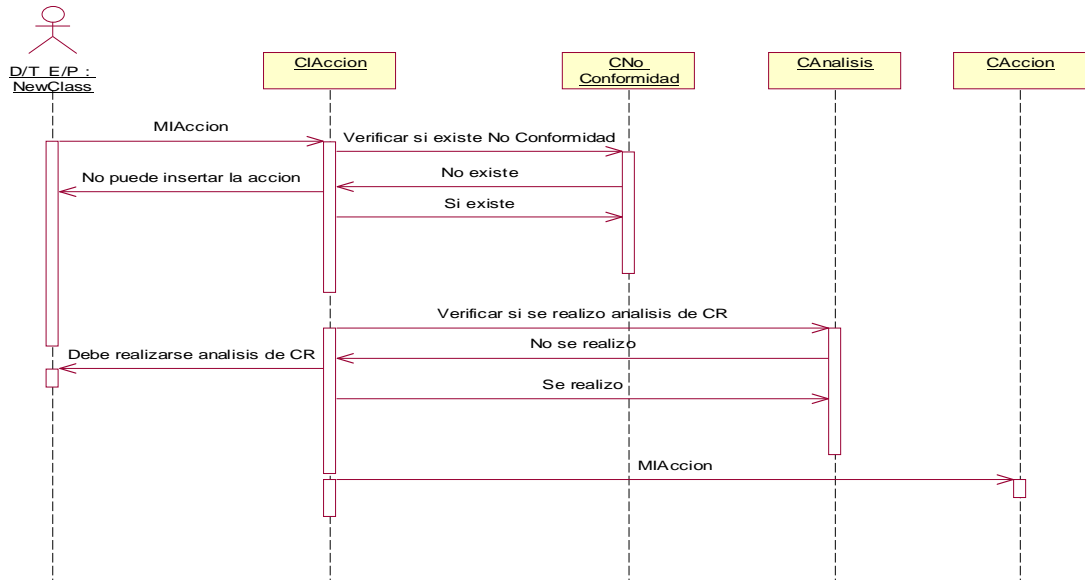 D/T E/P :
NewClass
CIAccion
CNo
Conformidad
CAnalisis
CAccion
MIAccion
Verificar si existe No Conformidad
No existe
No puede insertar la accion
Si existe
Verificar si se realizo analisis de CR
No se realizo
Debe realizarse analisis de CR
Se realizo
MIAccion